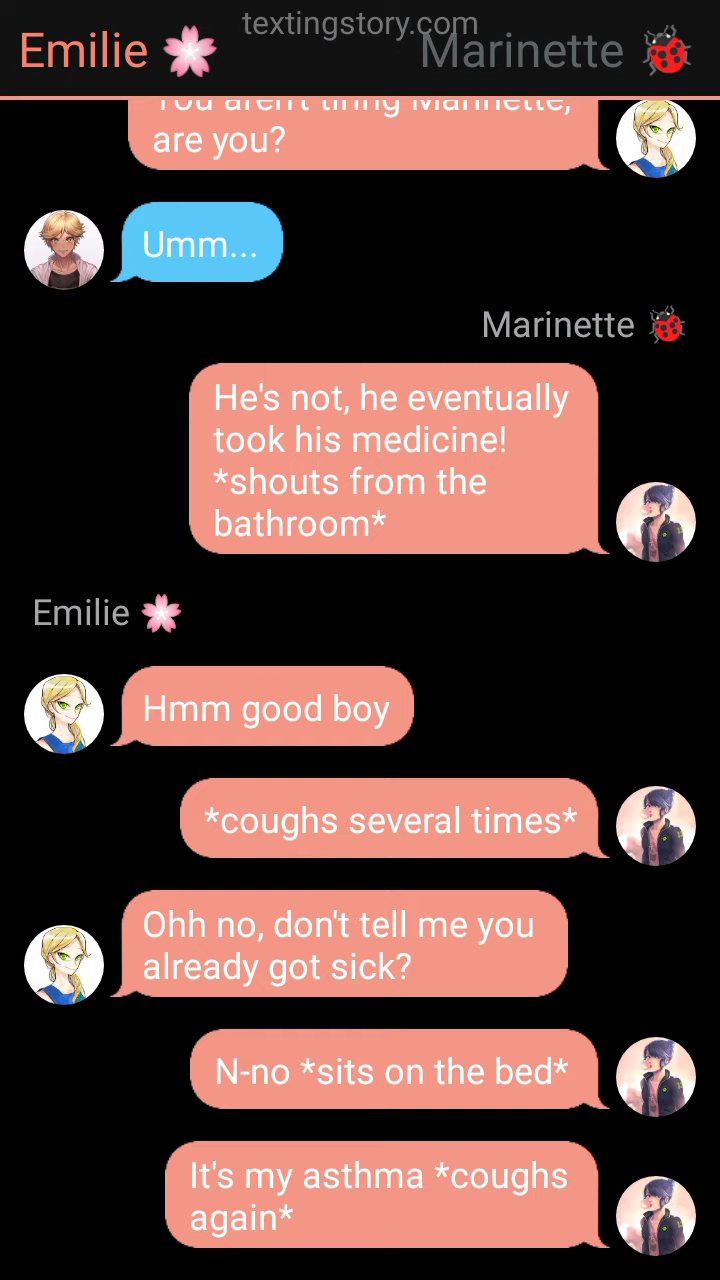 textingstory.com
Emilie 🌸
Marinette 🐞
You aren't tiring Marinette,
are you?
Umm...
Marinette 🐞
He's not, he eventually
took his medicine!
*shouts from the
bathroom*
Emilie 🌸
Hmm good boy
*coughs several times*
Ohh no, don't tell me you
already got sick?
N-no *sits on the bed*
It's my asthma *coughs
again*